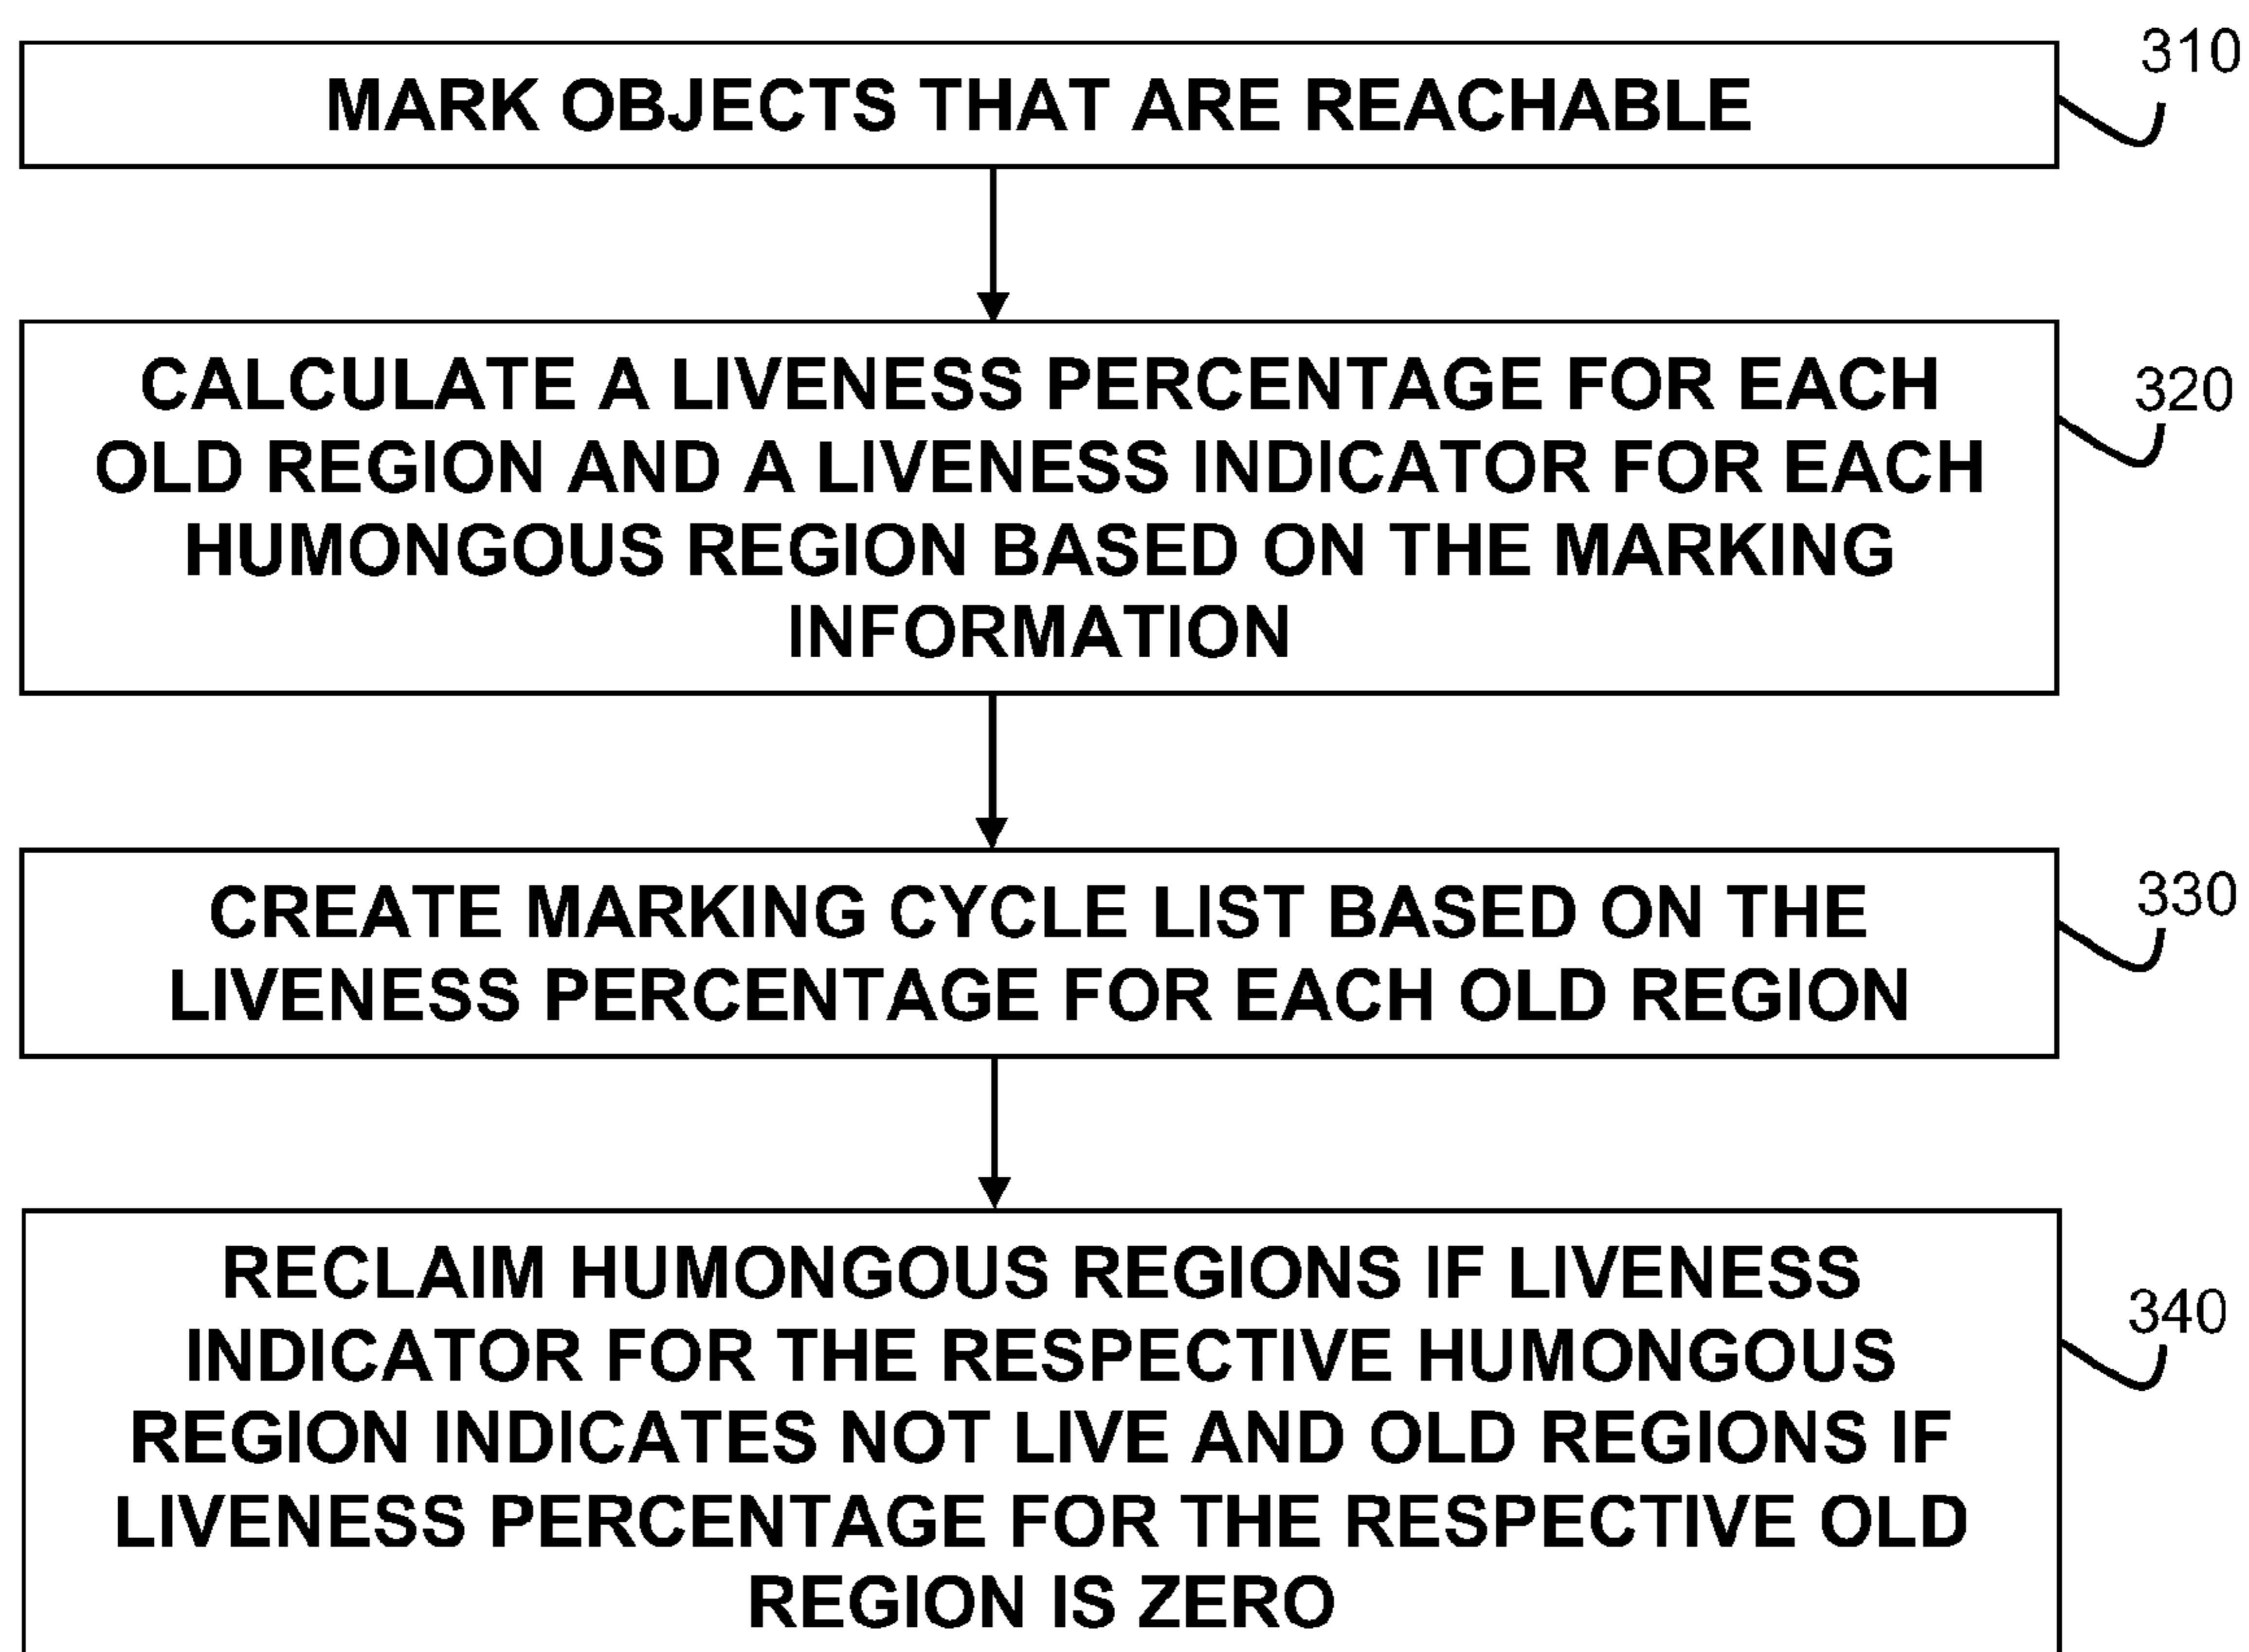 310
MARK OBJECTS THAT ARE REACHABLE
320
CALCULATE A LIVENESS PERCENTAGE FOR EACH
OLD REGION AND A LIVENESS INDICATOR FOR EACH
HUMONGOUS REGION BASED ON THE MARKING
INFORMATION
330
CREATE MARKING CYCLE LIST BASED ON THE
LIVENESS PERCENTAGE FOR EACH OLD REGION
340
RECLAIM HUMONGOUS REGIONS IF LIVENESS
INDICATOR FOR THE RESPECTIVE HUMONGOUS
REGION INDICATES NOT LIVE AND OLD REGIONS IF
LIVENESS PERCENTAGE FOR THE RESPECTIVE OLD
REGION IS ZERO